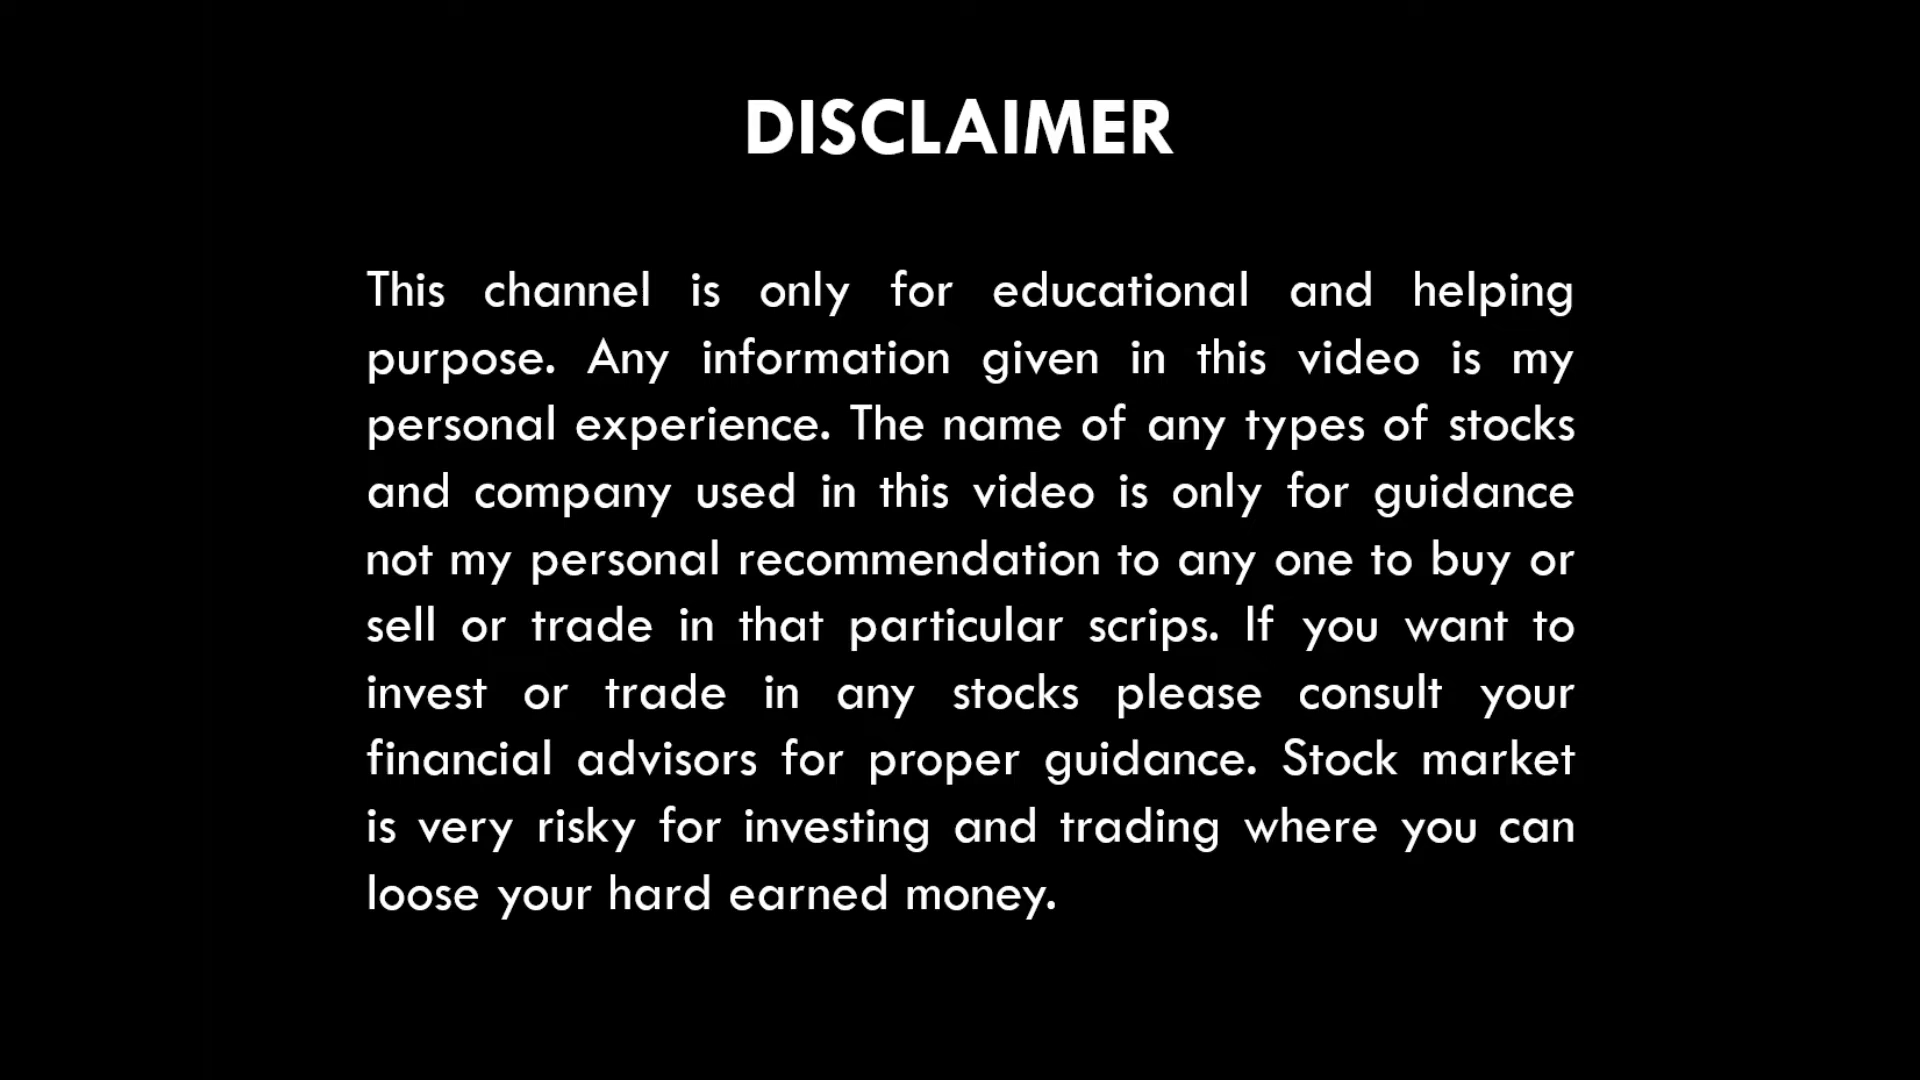 DISCLAIMER
This channel is only for educational and helping
purpose. Any information given in this video is my
personal experience. The name of any types of stocks
and company used in this video is only for guidance
not my personal recommendation to any one to buy or
sell or trade in that particular scrips. If you want to
invest or trade in any stocks please consult your
financial advisors for proper guidance. Stock market
is very risky for investing and trading where you can
loose your hard earned money.